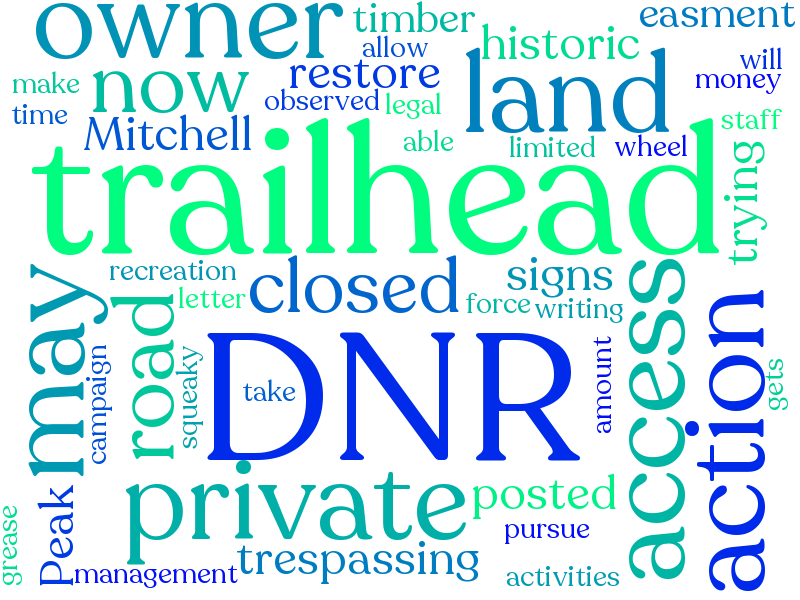 owner
timber
easment
allow
historic
make
now
restore
land
will
money
time
observed
legal
Mitchell
able
limited
wheel
staff
trailhead
trying
recreation
closed
signs
may
letter
force
writing
road
access
action
DNR
campaign
squeaky
take
amount
gets
private
posted
Peak
grease
pursue
trespassing
management
activities